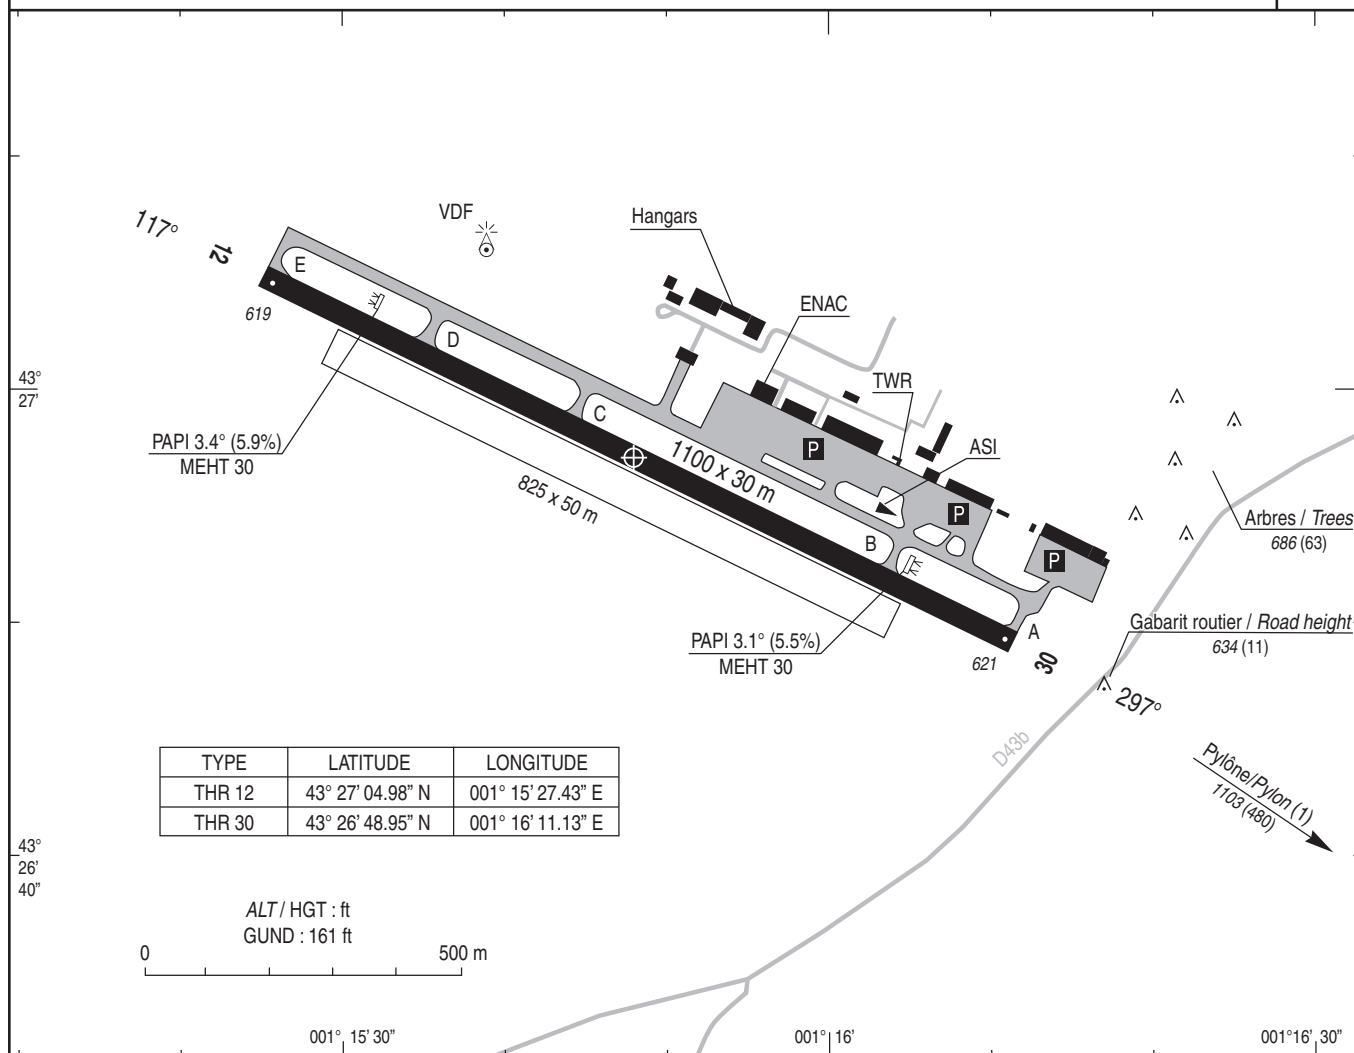 117°
12
VDF
Hangars
E
619
ENAC
D
43°
27'
TWR
C
PAPI 3.4° (5.9%)
MEHT 30
1100 x 30 m
P
ASI
825 x 50 m
P
B
P
Arbres / Trees
686 (63)
PAPI 3.1° (5.5%)
MEHT 30
A
621
30
Gabarit routier / Road height
634 (11)
297°
D43b
Pylône/Pylon (1)
1103 (480)
TYPE LATITUDE LONGITUDE
THR 12 43° 27' 04.98" N 001° 15' 27.43" E
THR 30 43° 26' 48.95" N 001° 16' 11.13" E
43°
26'
40"
ALT / HGT : ft
GUND : 161 ft
0 500 m
001° 15' 30" 001° 16' 001°16' 30"